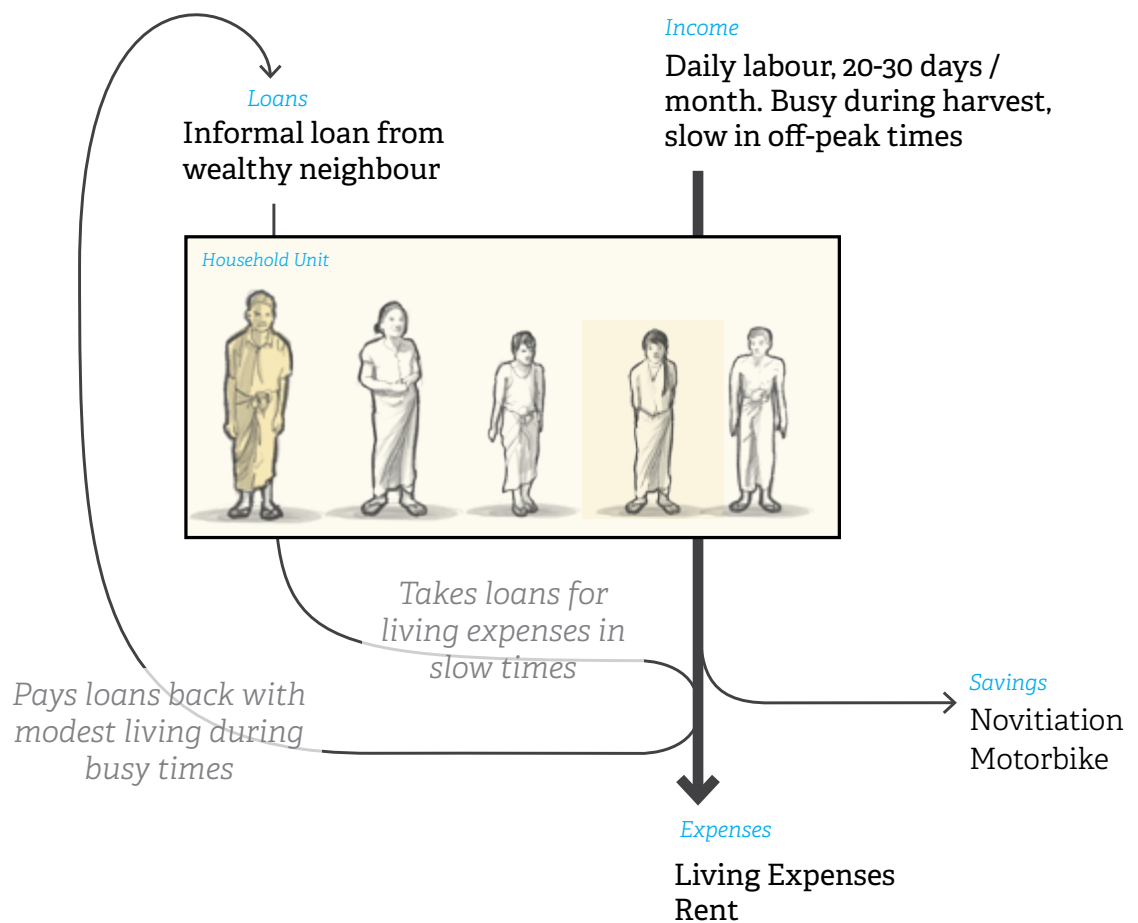 Income
Daily labour, 20-30 days /
month. Busy during harvest,
slow in off-peak times
Loans
Informal loan from
wealthy neighbour
Household Unit
Takes loans for
living expenses in
slow times
Pays loans back with
modest living during
busy times
Savings
Novitiation
Motorbike
Expenses
Living Expenses
Rent